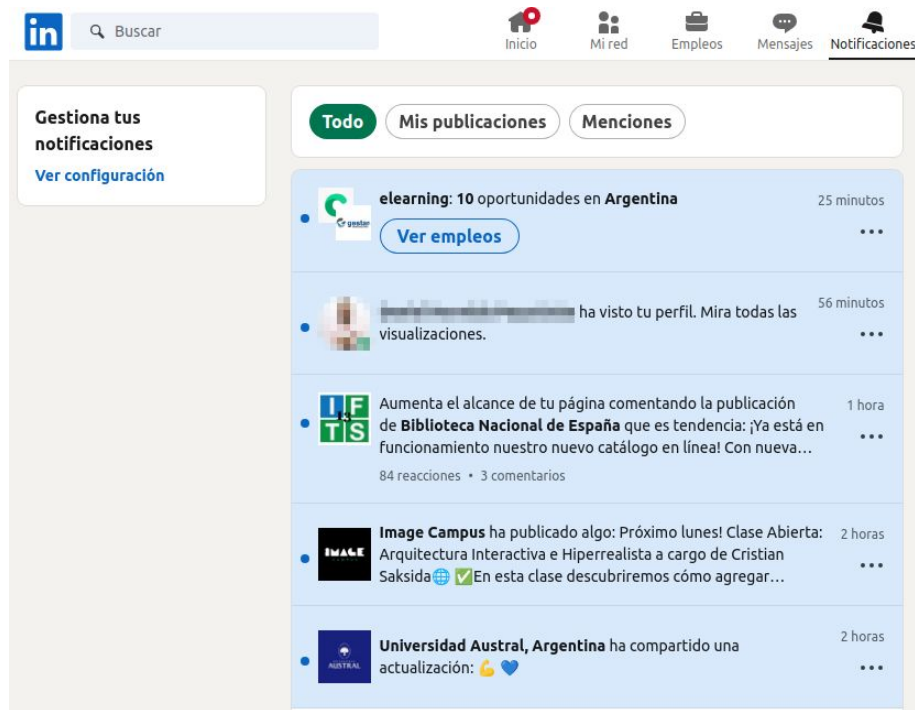 in
Buscar
Inicio
Mi red
Empleos
Mensajes
Notificaciones
Gestiona tus
notificaciones
Ver configuración
Todo
Mis publicaciones
Menciones
elearning: 10 oportunidades en Argentina
25 minutos
gestar
Ver empleos
ha visto tu perfil. Mira todas las
visualizaciones.
56 minutos
IF
13
TS
Aumenta el alcance de tu página comentando la publicación
de Biblioteca Nacional de España que es tendencia: ¡Ya está en
funcionamiento nuestro nuevo catálogo en línea! Con nueva...
84 reacciones • 3 comentarios
1 hora
IMAGE
Image Campus ha publicado algo: Próximo lunes! Clase Abierta:
Arquitectura Interactiva e Hiperrealista a cargo de Cristian
Saksida🌐 ✅En esta clase descubriremos cómo agregar...
2 horas
AUSTRAL
Universidad Austral, Argentina ha compartido una
actualización: 💪 💙
2 horas